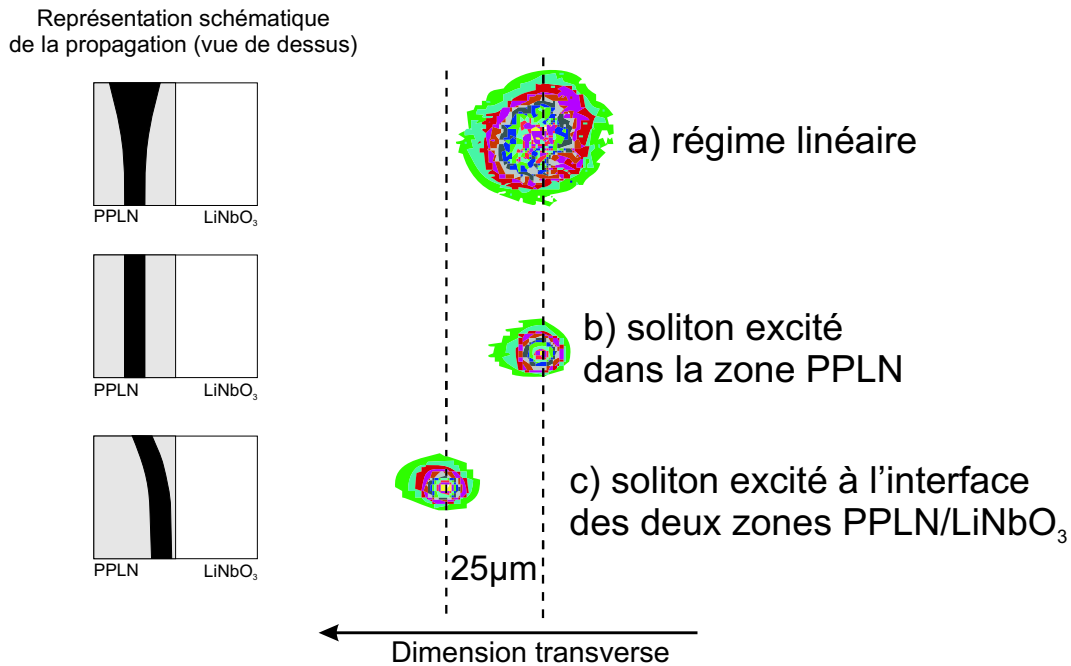 Représentation schématique
de la propagation (vue de dessus)
PPLN LiNbO₃
a) régime linéaire
PPLN LiNbO₃
b) soliton excité
dans la zone PPLN
PPLN LiNbO₃
c) soliton excité à l'interface
des deux zones PPLN/LiNbO₃
25µm
Dimension transverse